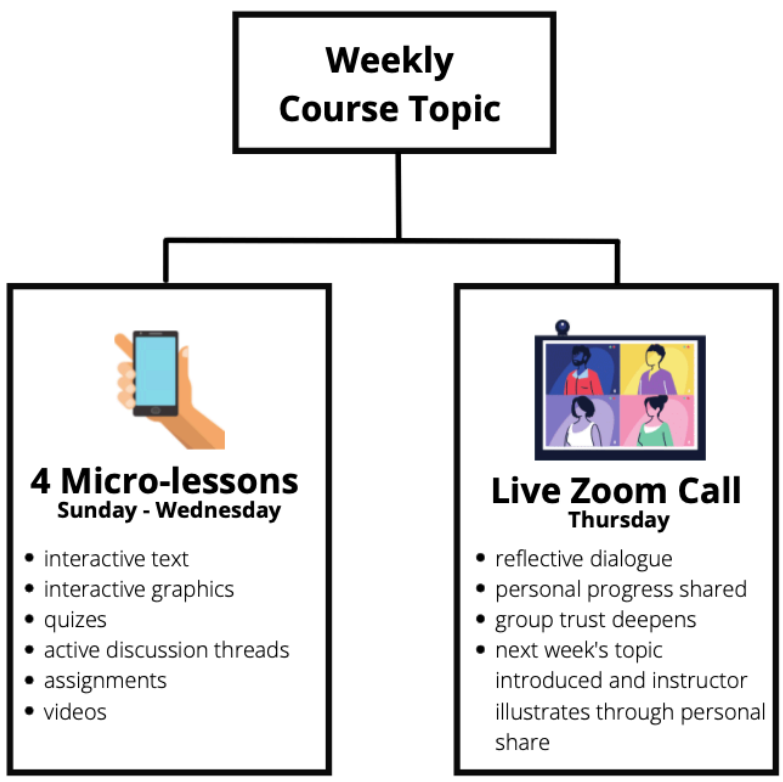 Weekly
Course Topic
4 Micro-lessons
Sunday - Wednesday
• interactive text
• interactive graphics
• quizes
• active discussion threads
• assignments
• videos
Live Zoom Call
Thursday
• reflective dialogue
• personal progress shared
• group trust deepens
• next week's topic
introduced and instructor
illustrates through personal
share